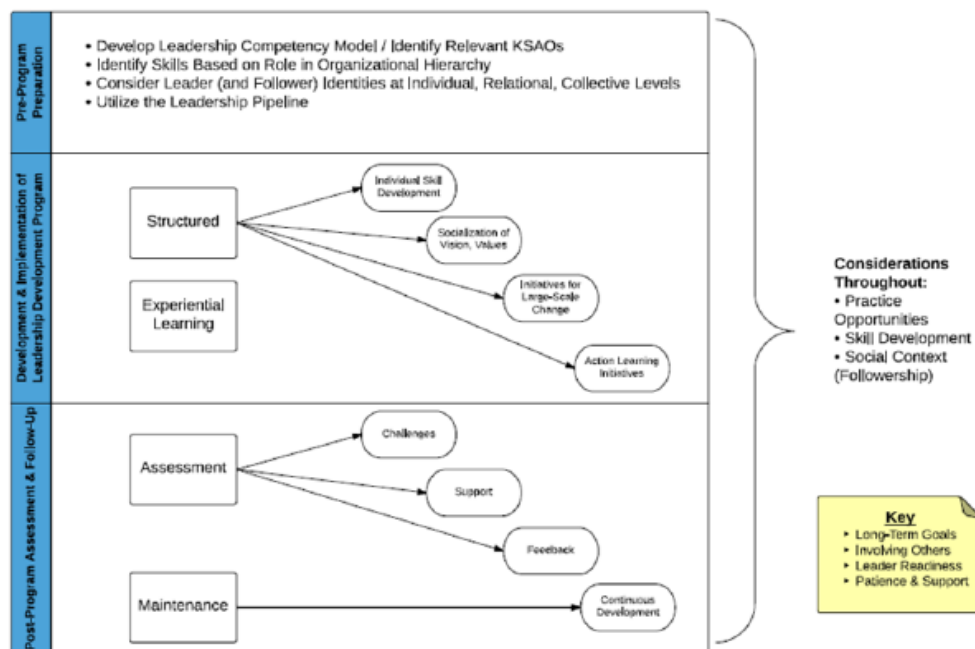 Pre-Program
Preparation
• Develop Leadership Competency Model / Identify Relevant KSAOs
• Identify Skills Based on Role in Organizational Hierarchy
• Consider Leader (and Follower) Identities at Individual, Relational, Collective Levels
• Utilize the Leadership Pipeline
Development & Implementation of
Leadership Development Program
Structured
Individual Skill
Development
Socialization of
Vision, Values
Initiatives for
Large-Scale
Change
Action Learning
Initiatives
Experiential
Learning
Post-Program Assessment & Follow-Up
Assessment
Challenges
Support
Feedback
Maintenance
Continuous
Development
Considerations
Throughout:
• Practice
Opportunities
• Skill Development
• Social Context
(Followership)
Key
‣ Long-Term Goals
‣ Involving Others
‣ Leader Readiness
‣ Patience & Support